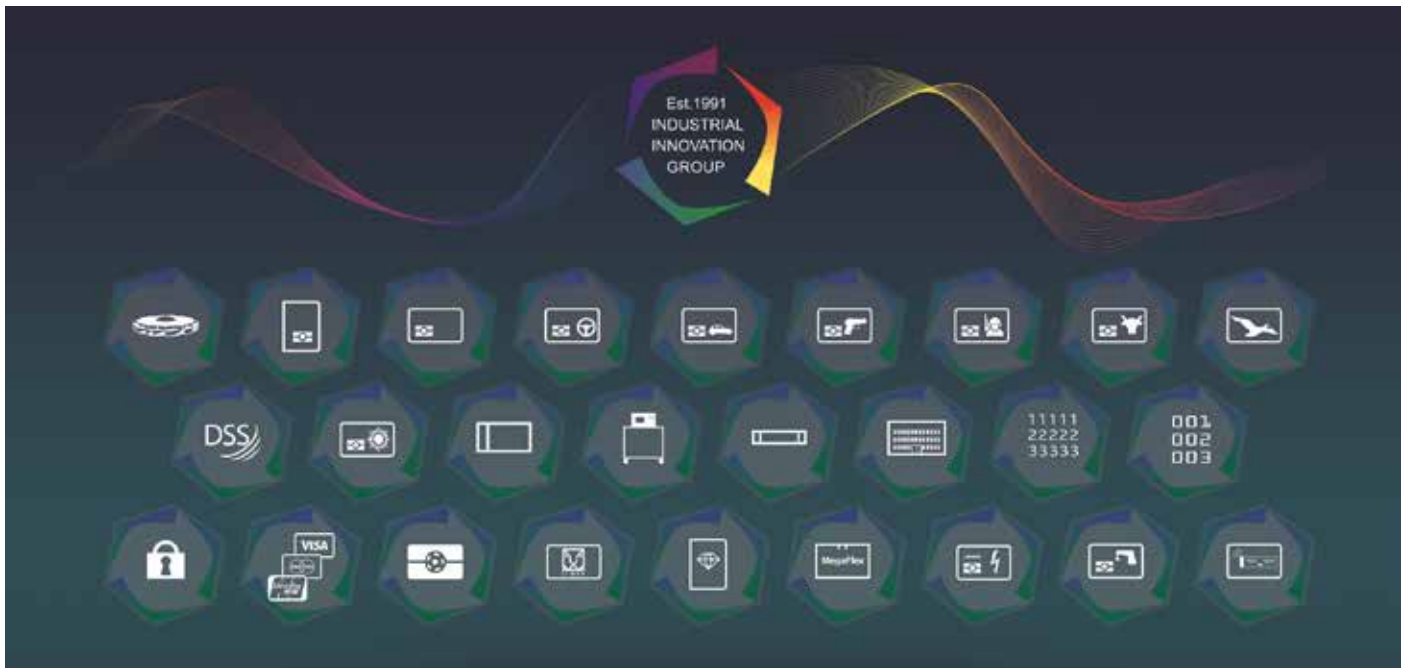 Est.1991
INDUSTRIAL
INNOVATION
GROUP
DSS
11111
22222
33333
001
002
003
VISA
MegaFlex